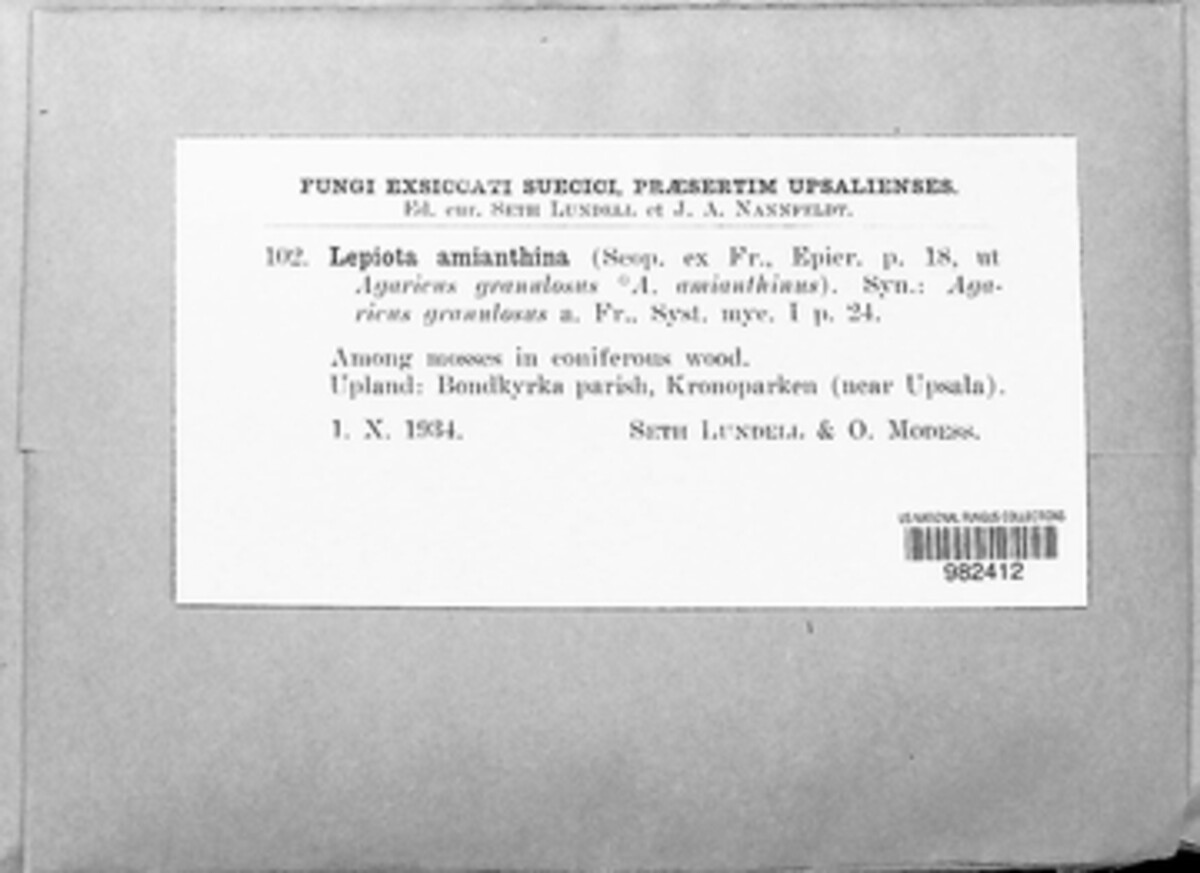 FUNGI EXSICCATI SUECICI, PRÆSERTIM UPSALIENSES.
Ed. cur. SETH LUNDELL et J. A. NANNFELDT.
102. Lepiota amianthina (Scop. ex Fr., Epicr. p. 18, ut
Agaricus granulosus *A. amianthinus). Syn.: Aga-
ricus granulosus a. Fr., Syst. myc. I p. 24.
Among mosses in coniferous wood.
Upland: Bondkyrka parish, Kronoparken (near Upsala).
1. X. 1934. SETH LUNDELL & O. MODESS.
US NATIONAL FUNGUS COLLECTIONS
982412